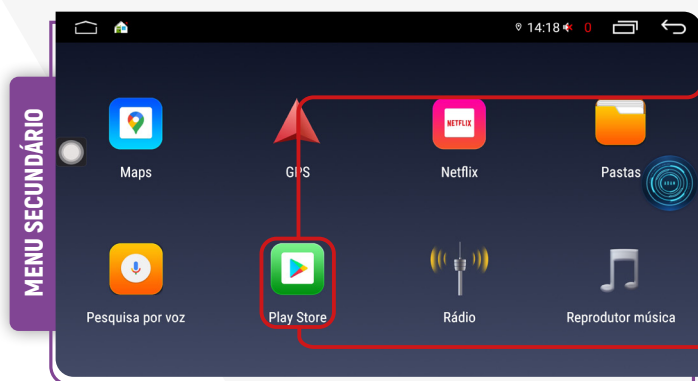 MENU SECUNDÁRIO
14:18 0
Maps
GPS
Netflix
Pastas
NETFLIX
Pesquisa por voz
Play Store
Rádio
Reprodutor música